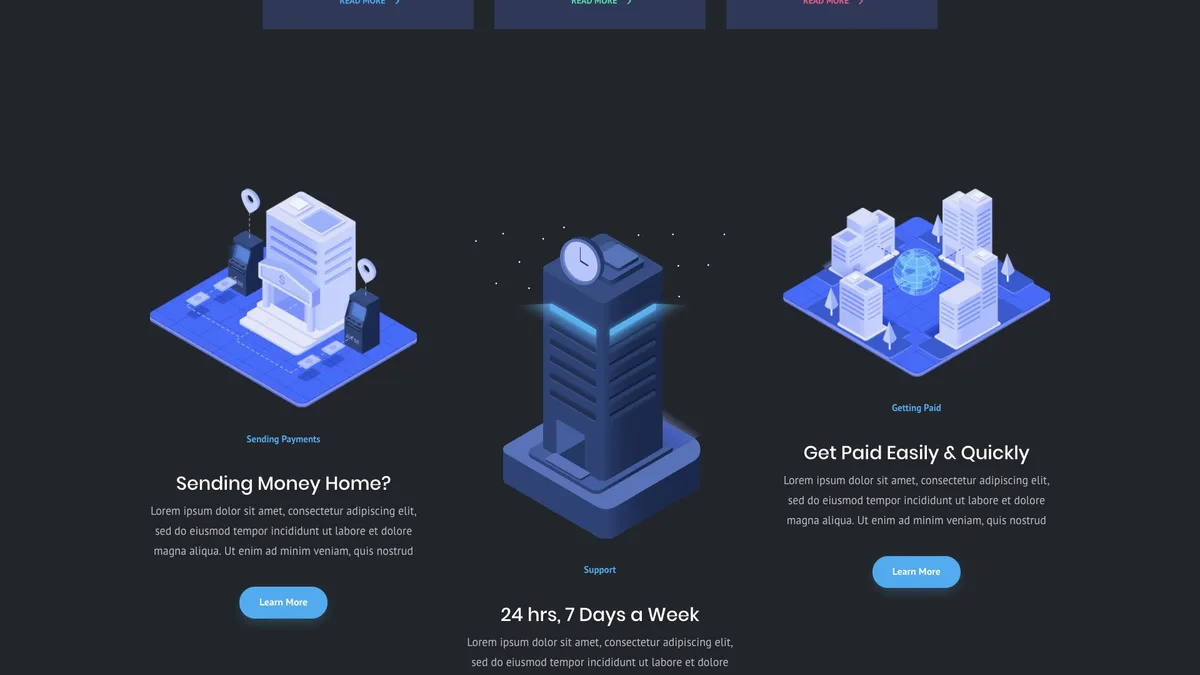 READ MORE
READ MORE
READ MORE
Sending Payments
Sending Money Home?
Lorem ipsum dolor sit amet, consectetur adipiscing elit,
sed do eiusmod tempor incididunt ut labore et dolore
magna aliqua. Ut enim ad minim veniam, quis nostrud
Learn More
Support
24 hrs, 7 Days a Week
Lorem ipsum dolor sit amet, consectetur adipiscing elit,
sed do eiusmod tempor incididunt ut labore et dolore
Getting Paid
Get Paid Easily & Quickly
Lorem ipsum dolor sit amet, consectetur adipiscing elit,
sed do eiusmod tempor incididunt ut labore et dolore
magna aliqua. Ut enim ad minim veniam, quis nostrud
Learn More